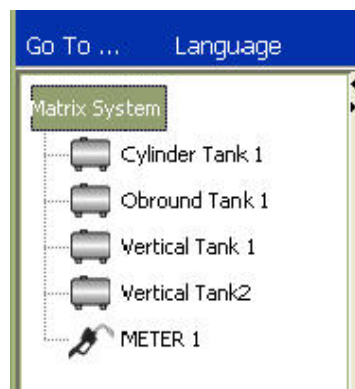 Go To ... Language
Matrix System
Cylinder Tank 1
Obround Tank 1
Vertical Tank 1
Vertical Tank2
METER 1